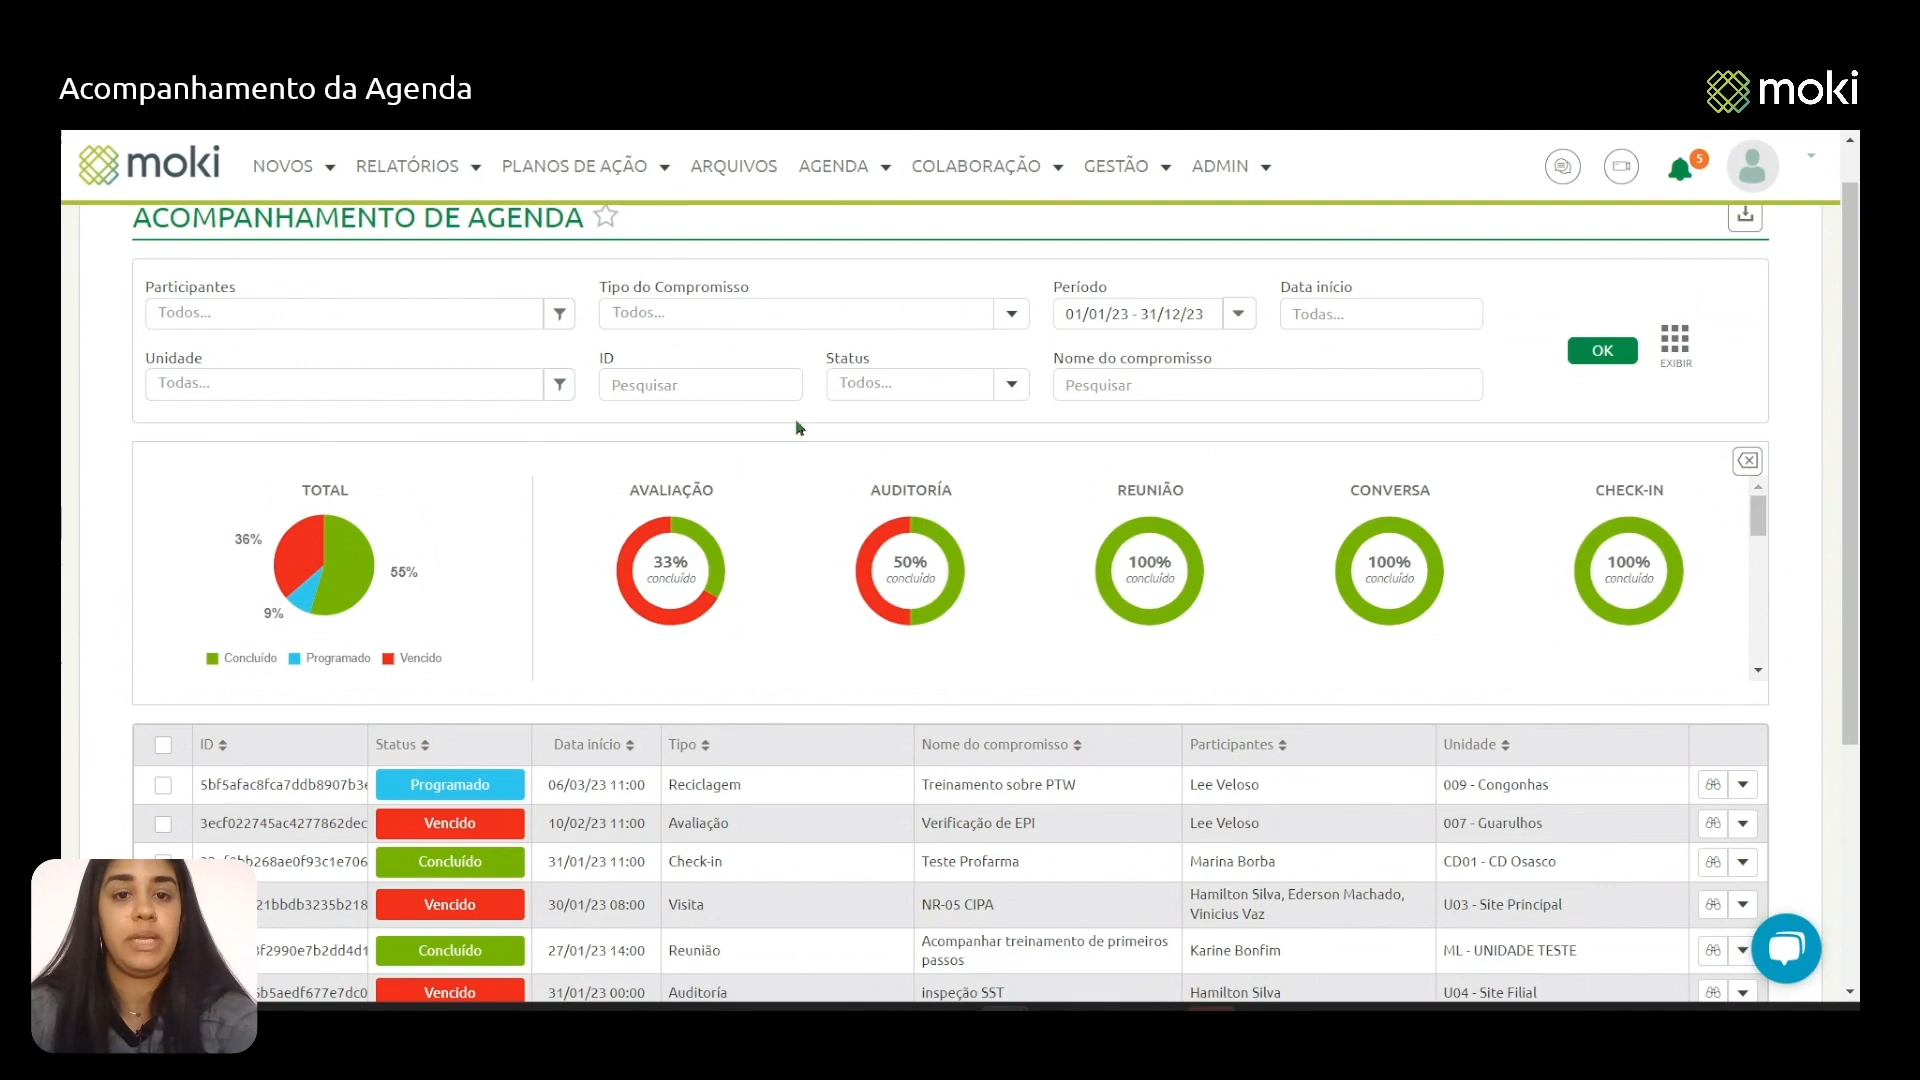 Acompanhamento da Agenda
moki
moki
NOVOS RELATÓRIOS PLANOS DE AÇÃO ARQUIVOS AGENDA COLABORAÇÃO GESTÃO ADMIN
5
ACOMPANHAMENTO DE AGENDA
Participantes Tipo do Compromisso Período Data início
Todos... Todos... 01/01/23 - 31/12/23 Todas...
OK
EXIBIR
Unidade ID Status Nome do compromisso
Todas... Pesquisar Todos... Pesquisar
TOTAL AVALIAÇÃO AUDITORÍA REUNIÃO CONVERSA CHECK-IN
36%
55%
9%
33% concluído
50% concluído
100% concluído
100% concluído
100% concluído
Concluído Programado Vencido
ID Status Data início Tipo Nome do compromisso Participantes Unidade
5bf5afac8fca7ddb8907b3e Programado 06/03/23 11:00 Reciclagem Treinamento sobre PTW Lee Veloso 009 - Congonhas
3ecf022745ac4277862dec Vencido 10/02/23 11:00 Avaliação Verificação de EPI Lee Veloso 007 - Guarulhos
b268ae0f93c1e706 Concluído 31/01/23 11:00 Check-in Teste Profarma Marina Borba CD01 - CD Osasco
21bbdb3235b218 Vencido 30/01/23 08:00 Visita NR-05 CIPA Hamilton Silva, Ederson Machado,
Vinicius Vaz U03 - Site Principal
f2990e7b2dd4d1 Concluído 27/01/23 14:00 Reunião Acompanhar treinamento de primeiros
passos Karine Bonfim ML - UNIDADE TESTE
b5aedf677e7dc0 Vencido 31/01/23 00:00 Auditoría inspeção SST Hamilton Silva U04 - Site Filial